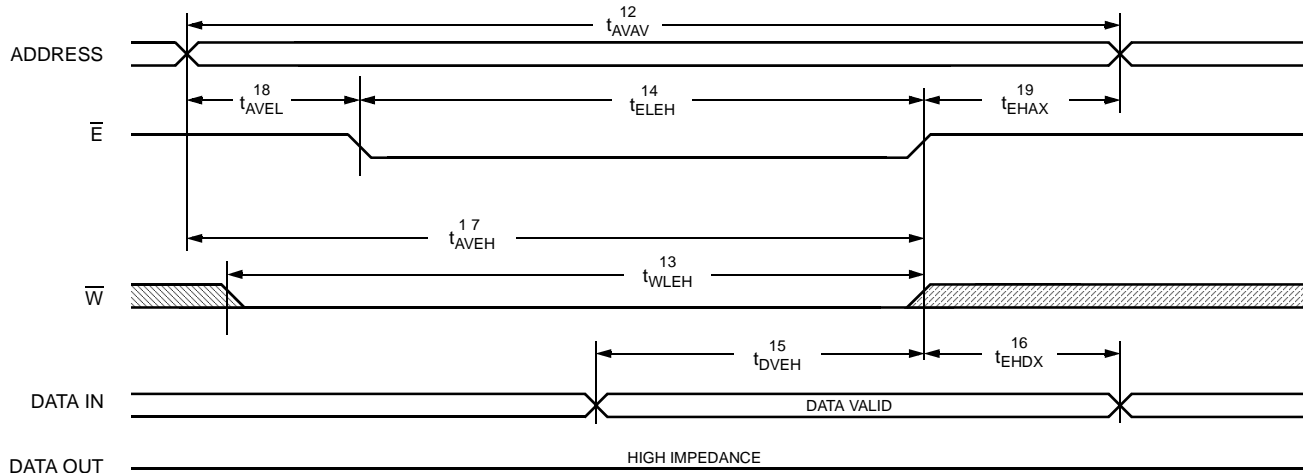 12
tAVAV
ADDRESS
18
tAVEL
14
tELEH
19
tEHAX
E
1 7
tAVEH
13
tWLEH
W
15
tDVEH
16
tEHDX
DATA IN
DATA VALID
DATA OUT
HIGH IMPEDANCE